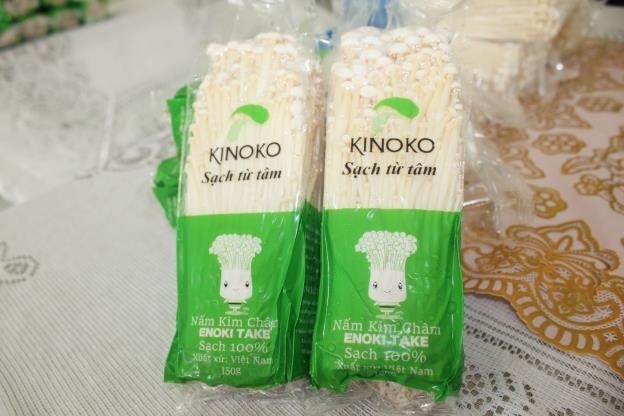 KINOKO
Sạch từ tâm
Nấm Kim Châm
ENOKI TAKE
Sạch 100%
Xuất xứ: Việt Nam
150g
KINOKO
Sạch từ tâm
Nấm Kim Châm
ENOKI TAKE
Sạch 100%
Xuất xứ: Việt Nam